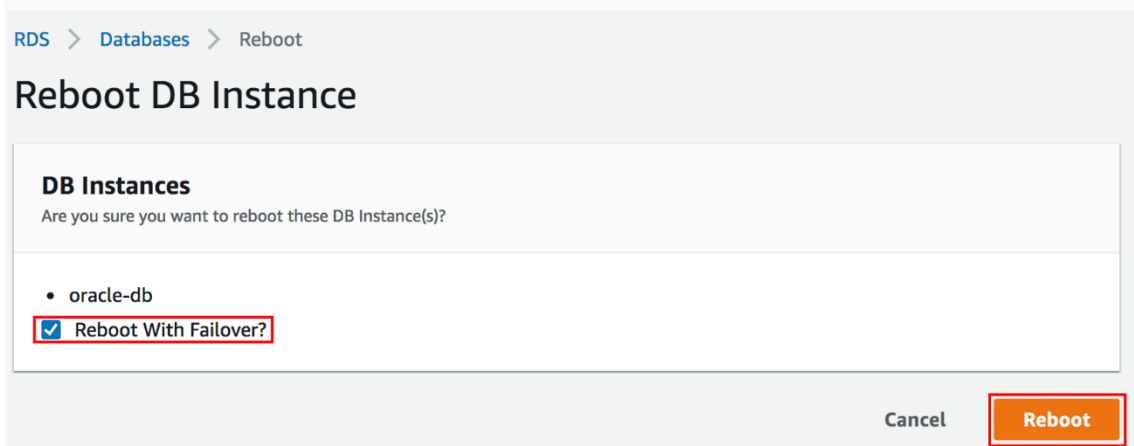 RDS > Databases > Reboot
Reboot DB Instance
DB Instances
Are you sure you want to reboot these DB Instance(s)?
• oracle-db
Reboot With Failover?
Cancel Reboot